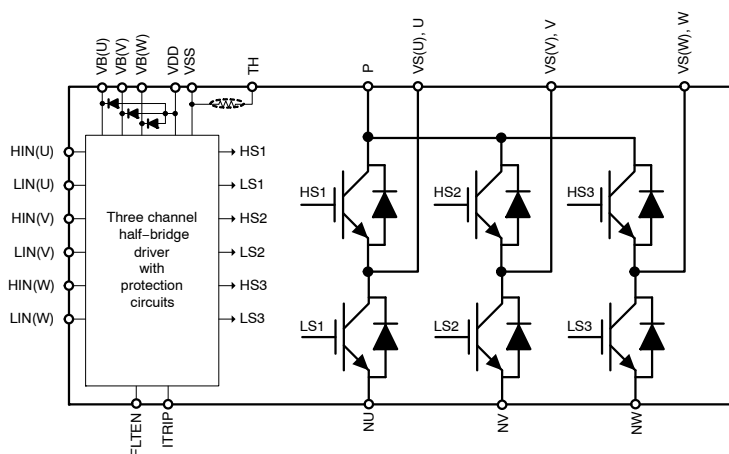 VB(U)
VB(V)
VB(W)
VDD
VSS
TH
P
VS(U), U
VS(V), V
VS(W), W
HIN(U)
LIN(U)
HIN(V)
LIN(V)
HIN(W)
LIN(W)
Three channel
half−bridge
driver
with
protection
circuits
HS1
LS1
HS2
LS2
HS3
LS3
HS1
HS2
HS3
LS1
LS2
LS3
FLTEN
ITRIP
NU
NV
NW